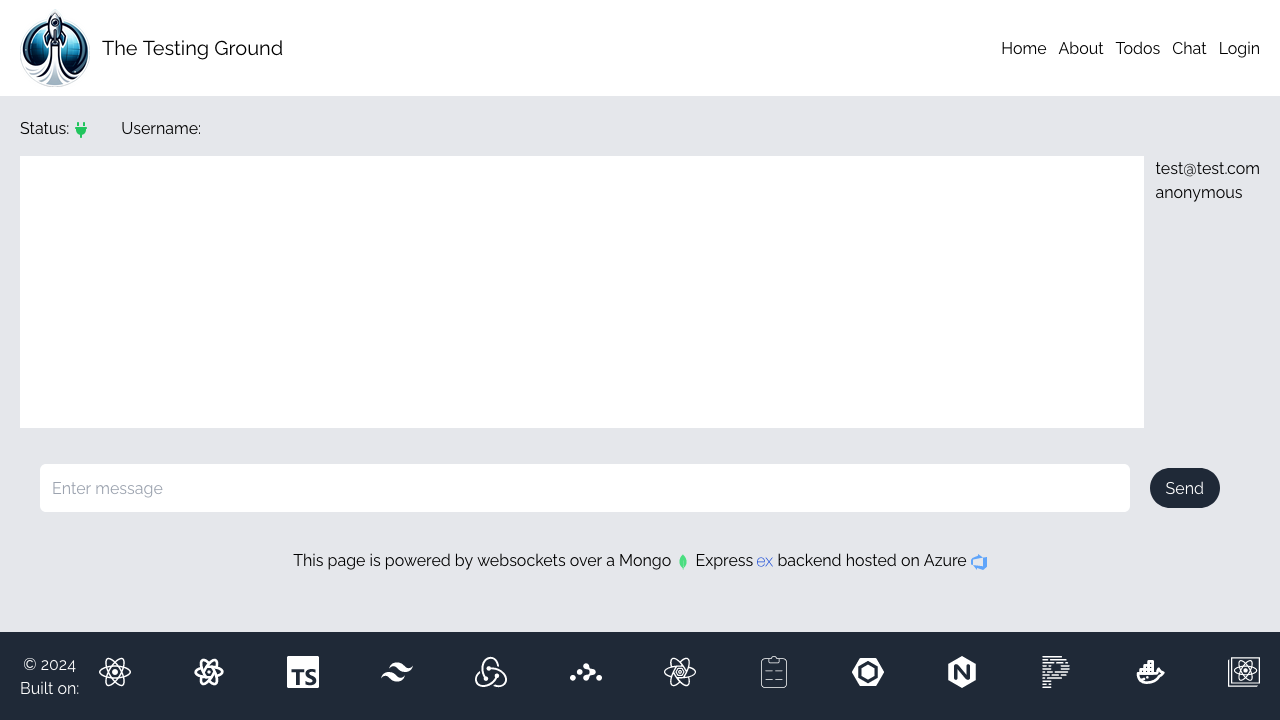 The Testing Ground
Home About Todos Chat Login
Status: Username:
test@test.com
anonymous
Enter message
Send
This page is powered by websockets over a Mongo Express ex backend hosted on Azure
© 2024
Built on:
TS